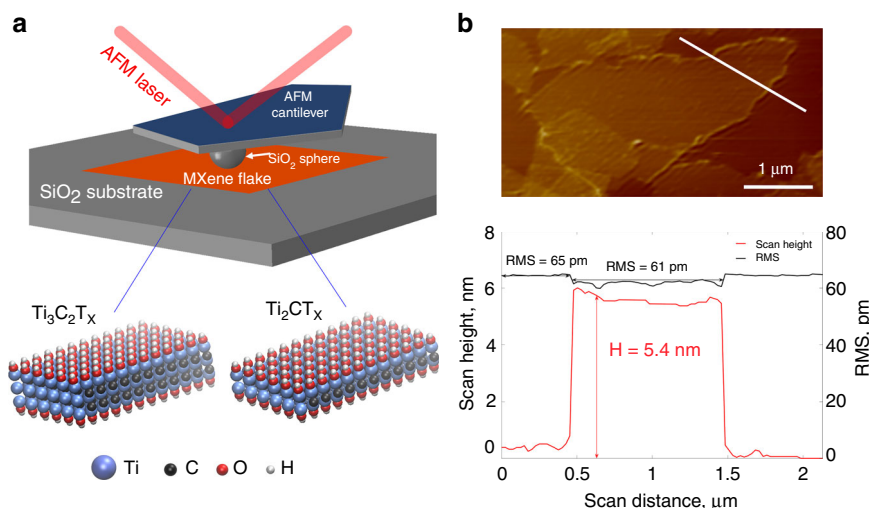 a
AFM laser
AFM
cantilever
SiO2 sphere
MXene flake
SiO2 substrate
Ti3C2TX
Ti2CTX
Ti
C
O
H
b
1 μm
8
6
4
2
0
Scan height, nm
80
60
40
20
0
RMS, pm
Scan height
RMS
RMS = 65 pm
RMS = 61 pm
H = 5.4 nm
0
0.5
1
1.5
2
Scan distance, μm